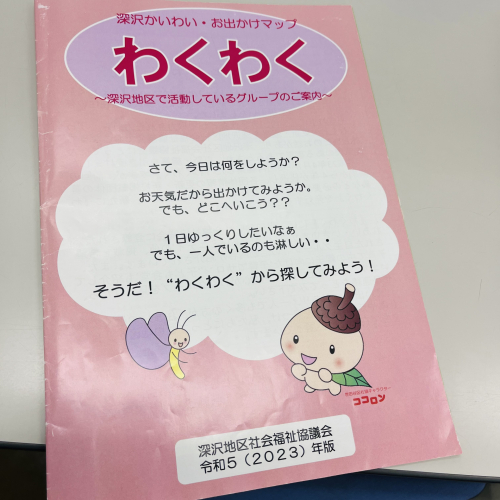 深沢かいわい・お出かけマップ
わくわく
～深沢地区で活動しているグループのご案内～
さて、今日は何をしようか？
お天気だから出かけてみようか。
でも、どこへいこう？？
１日ゆっくりしたいなぁ
でも、一人でいるのも淋しい・・
そうだ！“わくわく”から探してみよう！
ココロン
深沢地区社会福祉協議会
令和５（２０２３）年版